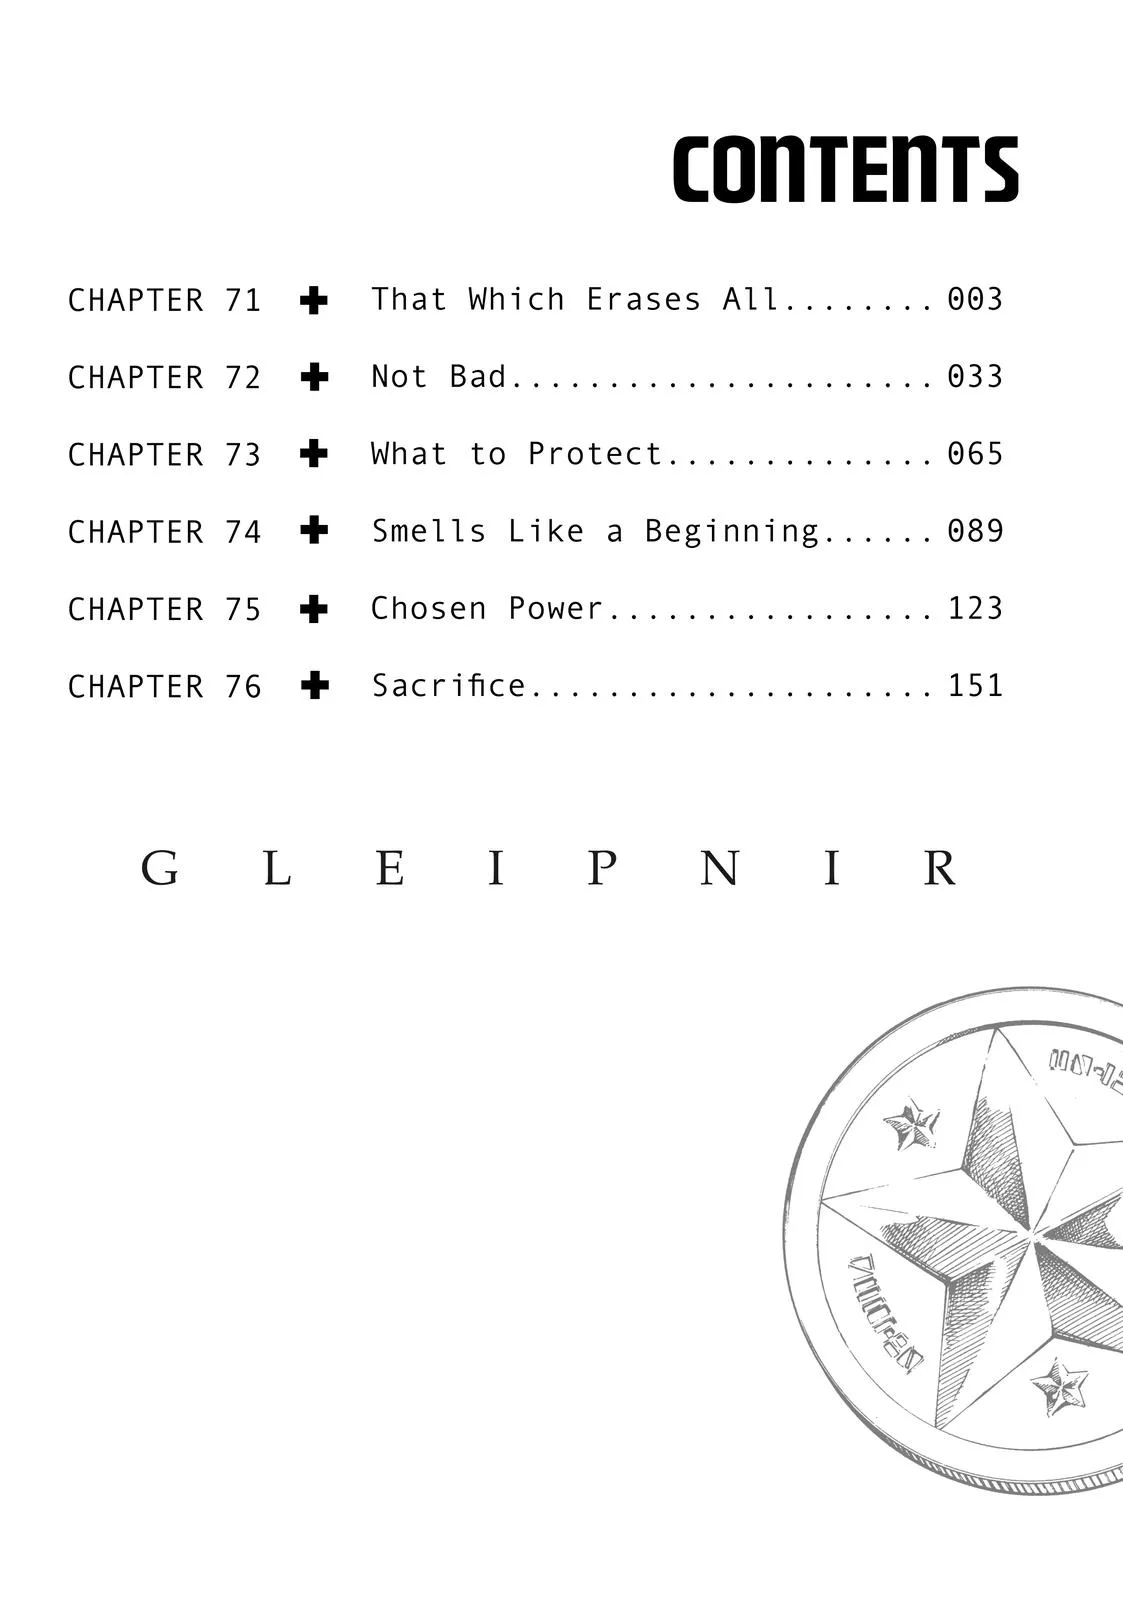 CONTENTS
CHAPTER 71 ✚ That Which Erases All........ 003
CHAPTER 72 ✚ Not Bad...................... 033
CHAPTER 73 ✚ What to Protect.............. 065
CHAPTER 74 ✚ Smells Like a Beginning...... 089
CHAPTER 75 ✚ Chosen Power................. 123
CHAPTER 76 ✚ Sacrifice..................... 151
GLEIPNIR